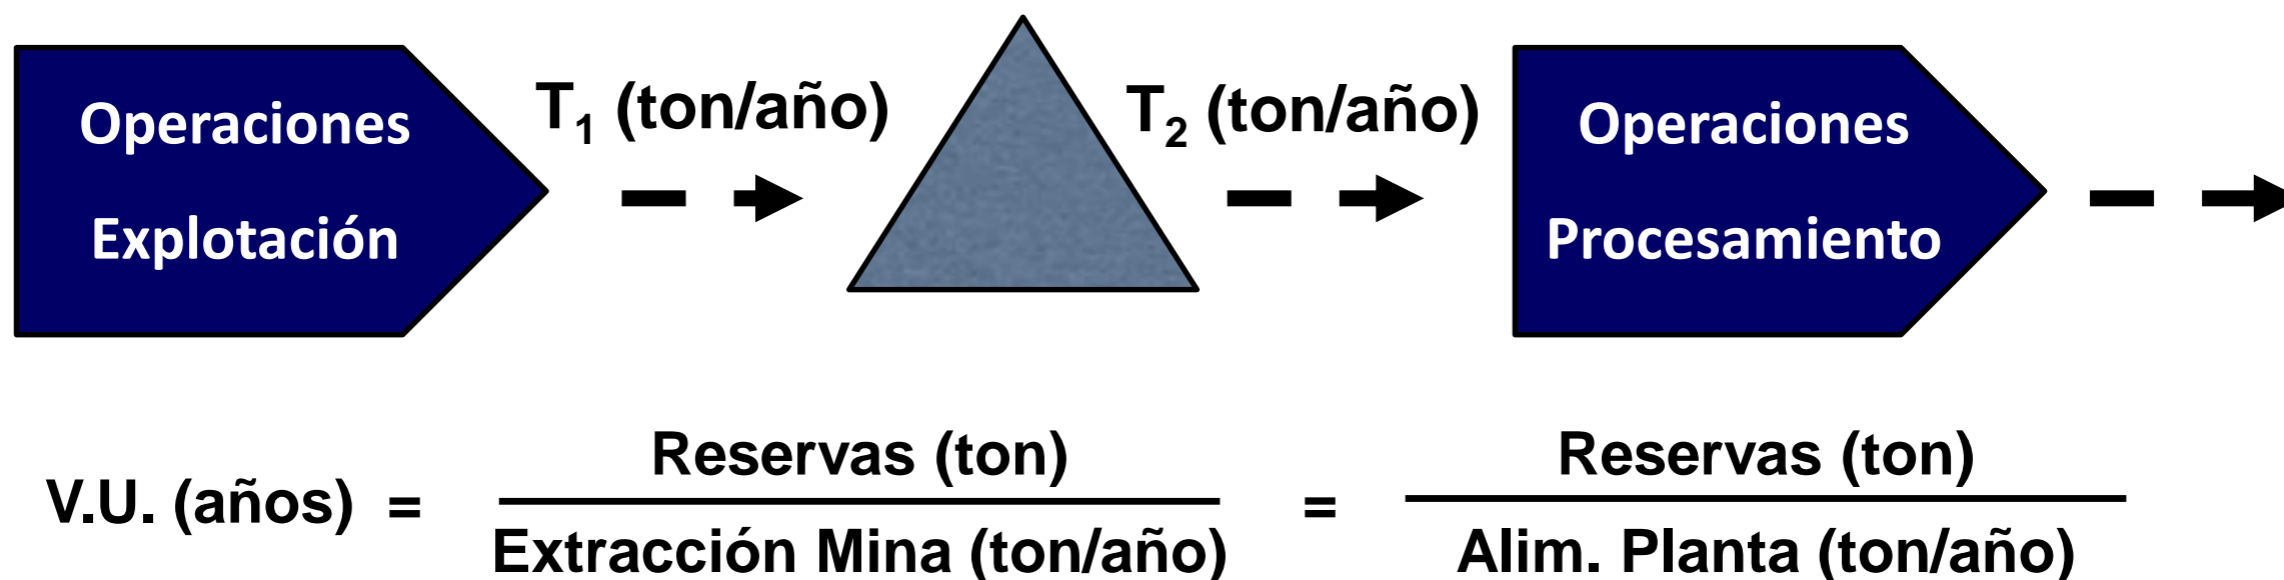 Operaciones
Explotación
T₁ (ton/año)
T₂ (ton/año)
Operaciones
Procesamiento
V.U. (años) = Reservas (ton) / Extracción Mina (ton/año) = Reservas (ton) / Alim. Planta (ton/año)